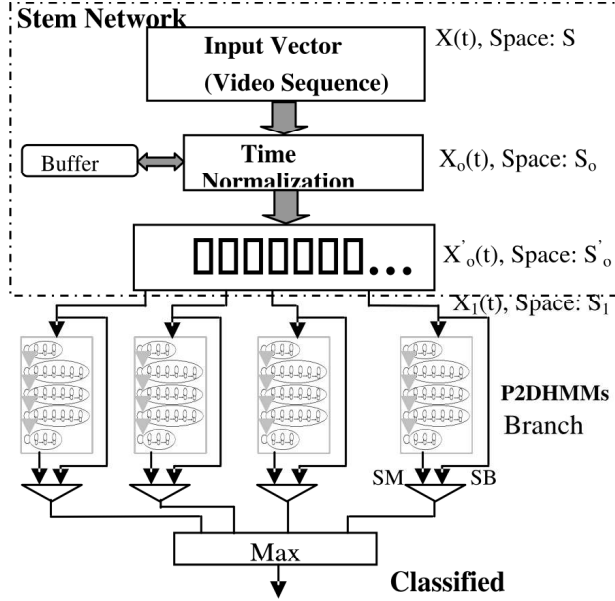 Stem Network
Input Vector
(Video Sequence)
X(t), Space: S
Buffer
Time
Normalization
Xₒ(t), Space: Sₒ
X'ₒ(t), Space: S'ₒ
X₁(t), Space: S₁
P2DHMMs
Branch
SM
SB
Max
Classified